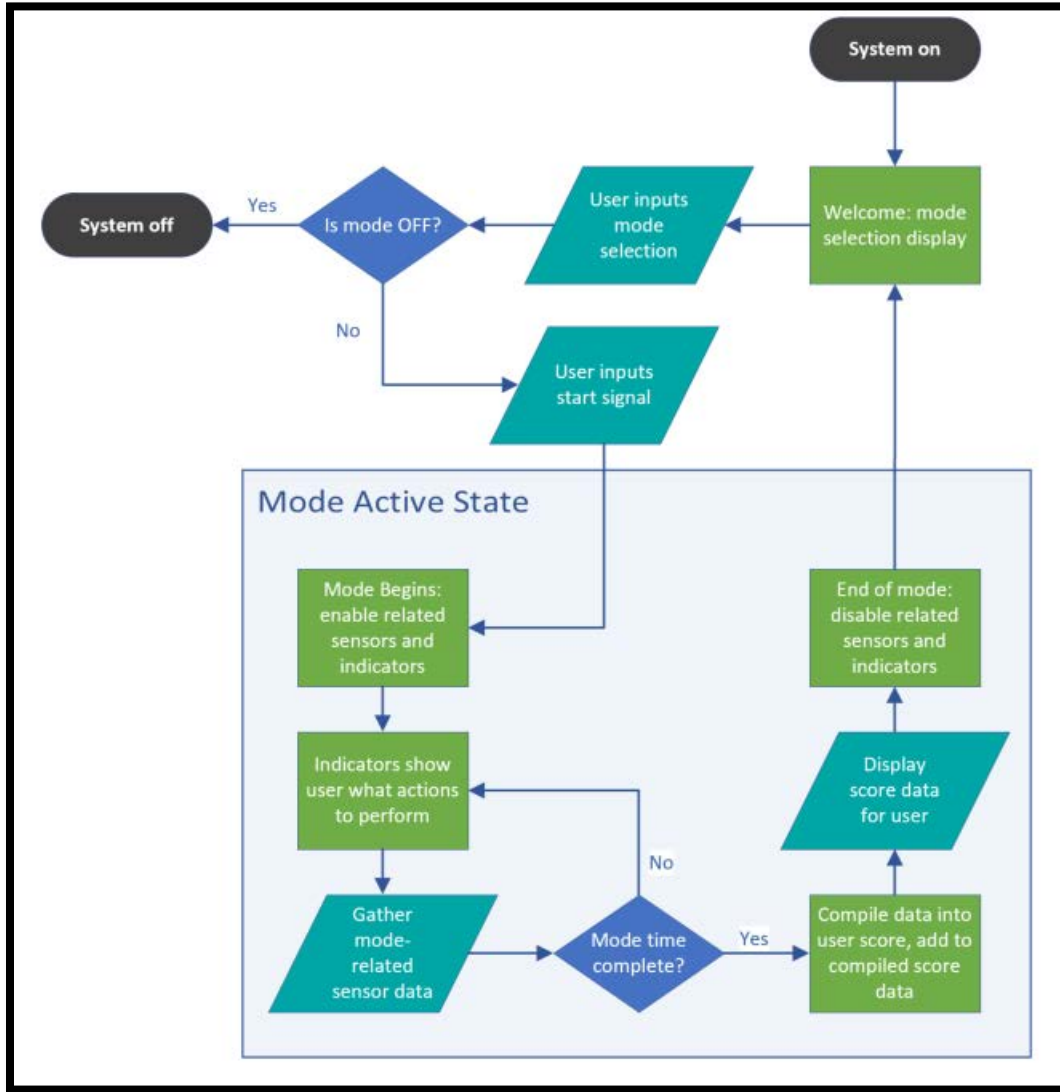 System on
Welcome: mode
selection display
User inputs
mode
selection
Is mode OFF?
Yes
System off
No
User inputs
start signal
Mode Active State
Mode Begins:
enable related
sensors and
indicators
Indicators show
user what actions
to perform
Gather
mode-
related
sensor data
Mode time
complete?
No
Yes
Compile data into
user score, add to
compiled score
data
Display
score data
for user
End of mode:
disable related
sensors and
indicators